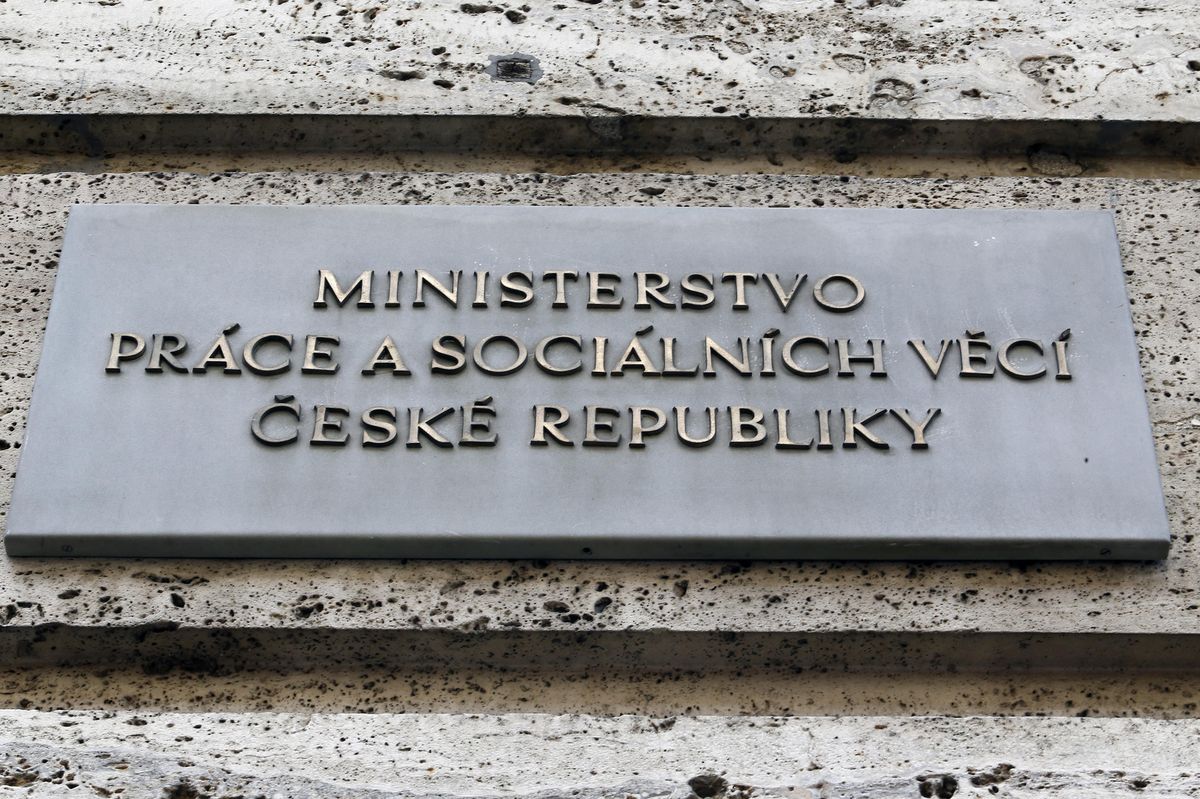 MINISTERSTVO
PRÁCE A SOCIÁLNÍCH VĚCÍ
ČESKÉ REPUBLIKY